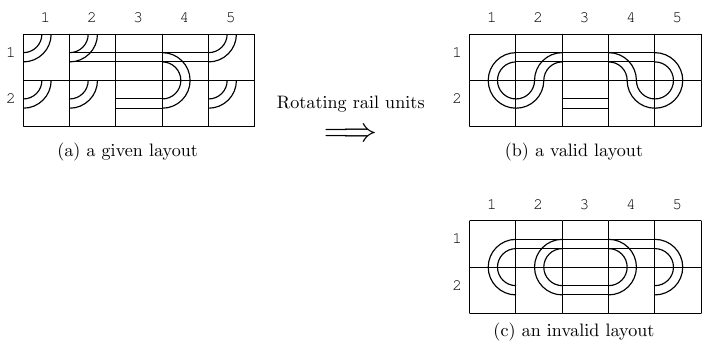 1 2 3 4 5
1
2
(a) a given layout
Rotating rail units
⟹
1 2 3 4 5
1
2
(b) a valid layout
1 2 3 4 5
1
2
(c) an invalid layout